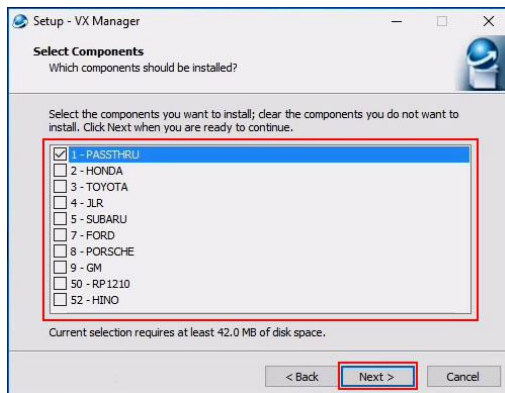 Setup - VX Manager
Select Components
Which components should be installed?
Select the components you want to install; clear the components you do not want to
install. Click Next when you are ready to continue.
1 - PASSTHRU
2 - HONDA
3 - TOYOTA
4 - JLR
5 - SUBARU
7 - FORD
8 - PORSCHE
9 - GM
50 - RP1210
52 - HINO
Current selection requires at least 42.0 MB of disk space.
< Back Next > Cancel